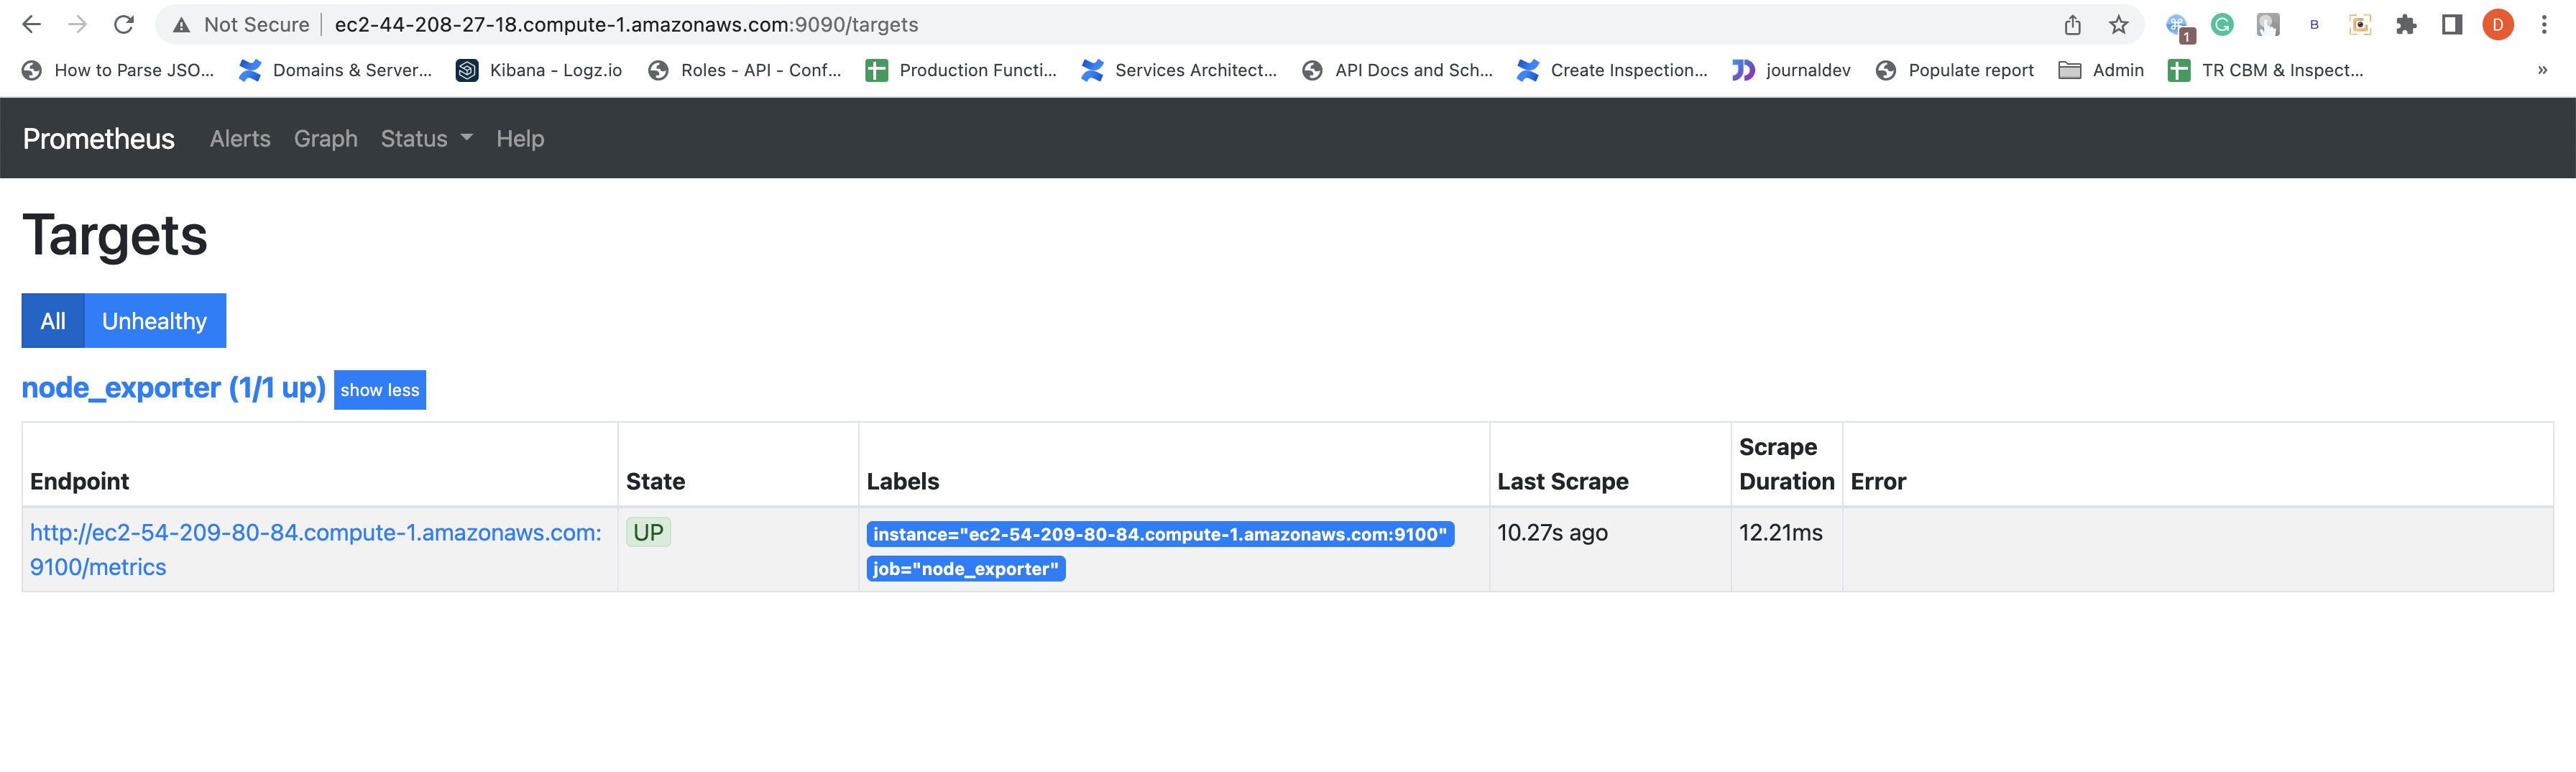 Not Secure | ec2-44-208-27-18.compute-1.amazonaws.com:9090/targets
1 B D
How to Parse JSO... Domains & Server... Kibana - Logz.io Roles - API - Conf... Production Functi... Services Architect... API Docs and Sch... Create Inspection... journaldev Populate report Admin TR CBM & Inspect... »
Prometheus Alerts Graph Status Help
Targets
All Unhealthy
node_exporter (1/1 up) show less
Endpoint State Labels Last Scrape Scrape Duration Error
http://ec2-54-209-80-84.compute-1.amazonaws.com: UP instance="ec2-54-209-80-84.compute-1.amazonaws.com:9100" 10.27s ago 12.21ms
9100/metrics job="node_exporter"